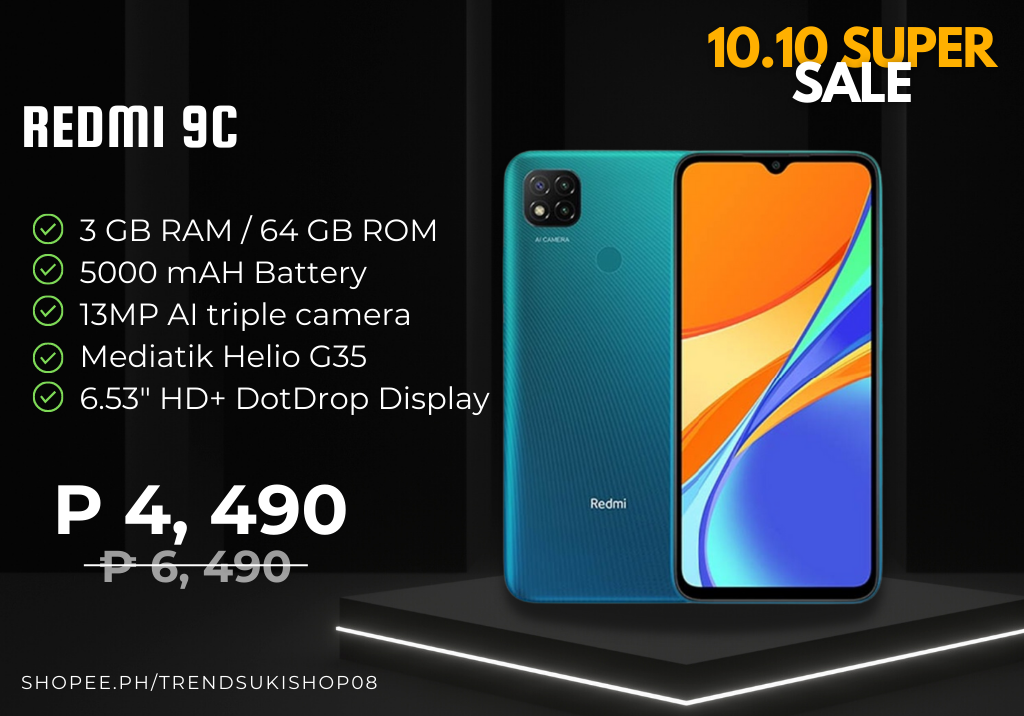 10.10 SUPER
SALE
REDMI 9C
3 GB RAM / 64 GB ROM
5000 mAH Battery
13MP AI triple camera
Mediatik Helio G35
6.53" HD+ DotDrop Display
AI CAMERA
Redmi
P 4, 490
₱ 6, 490
SHOPEE.PH/TRENDSUKISHOP08